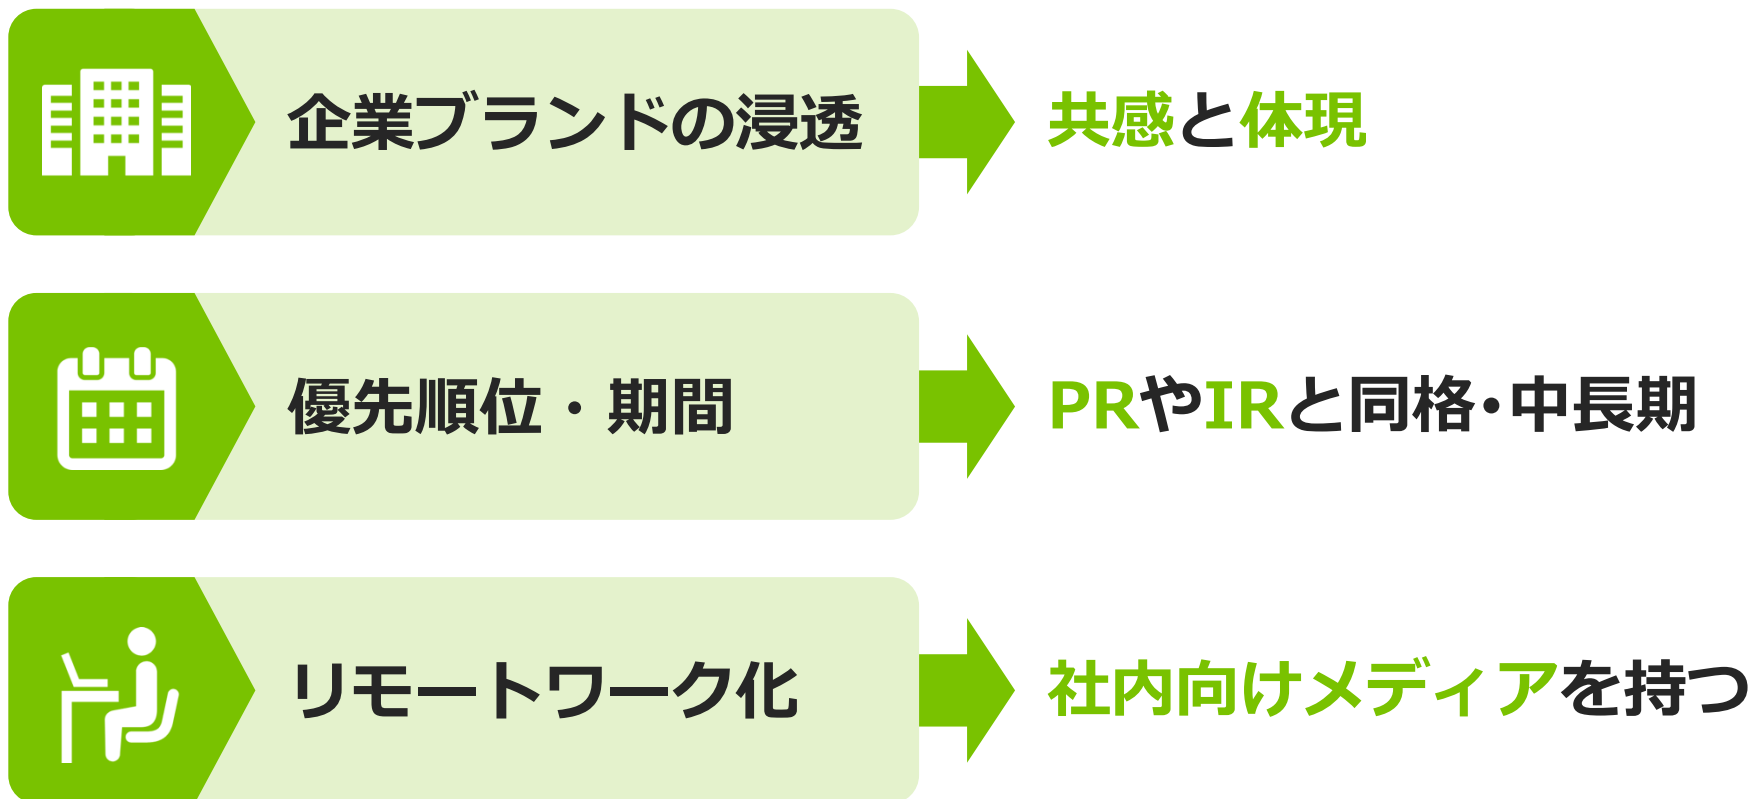 企業ブランドの浸透
共感と体現
優先順位・期間
PRやIRと同格・中長期
リモートワーク化
社内向けメディアを持つ